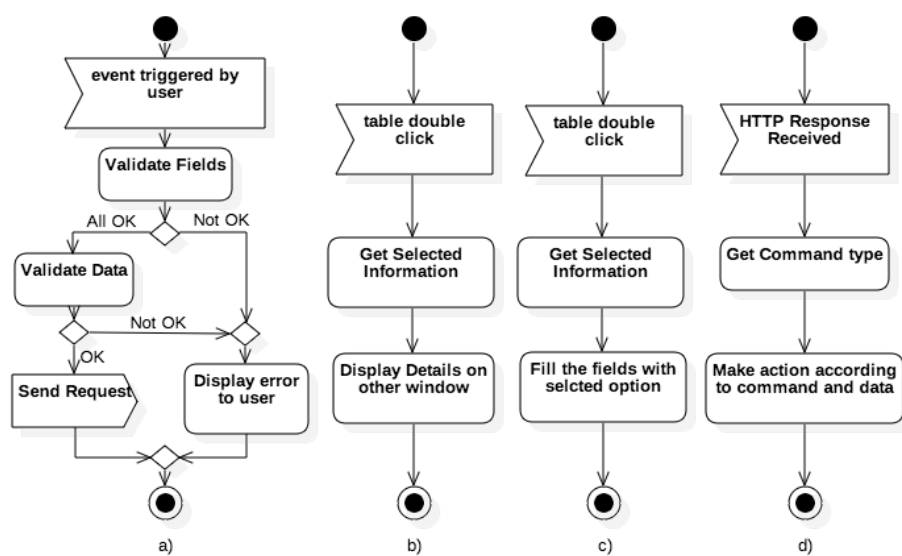 event triggered by
user
Validate Fields
All OK
Not OK
Validate Data
Not OK
OK
Send Request
Display error
to user
a)
table double
click
Get Selected
Information
Display Details on
other window
b)
table double
click
Get Selected
Information
Fill the fields with
selcted option
c)
HTTP Response
Received
Get Command type
Make action according
to command and data
d)